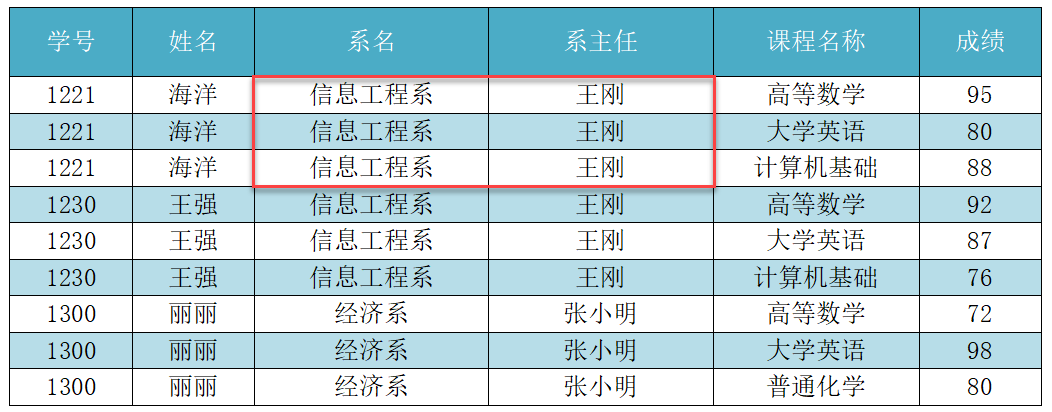 学号 姓名 系名 系主任 课程名称 成绩
1221 海洋 信息工程系 王刚 高等数学 95
1221 海洋 信息工程系 王刚 大学英语 80
1221 海洋 信息工程系 王刚 计算机基础 88
1230 王强 信息工程系 王刚 高等数学 92
1230 王强 信息工程系 王刚 大学英语 87
1230 王强 信息工程系 王刚 计算机基础 76
1300 丽丽 经济系 张小明 高等数学 72
1300 丽丽 经济系 张小明 大学英语 98
1300 丽丽 经济系 张小明 普通化学 80